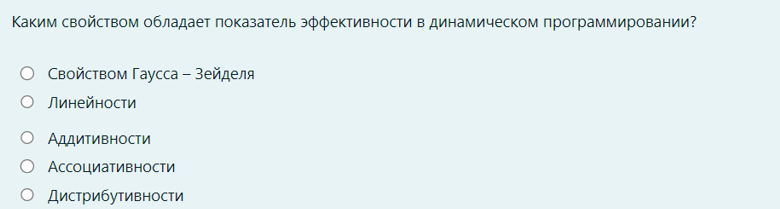 Каким свойством обладает показатель эффективности в динамическом программировании?
Свойством Гаусса – Зейделя
Линейности
Аддитивности
Ассоциативности
Дистрибутивности